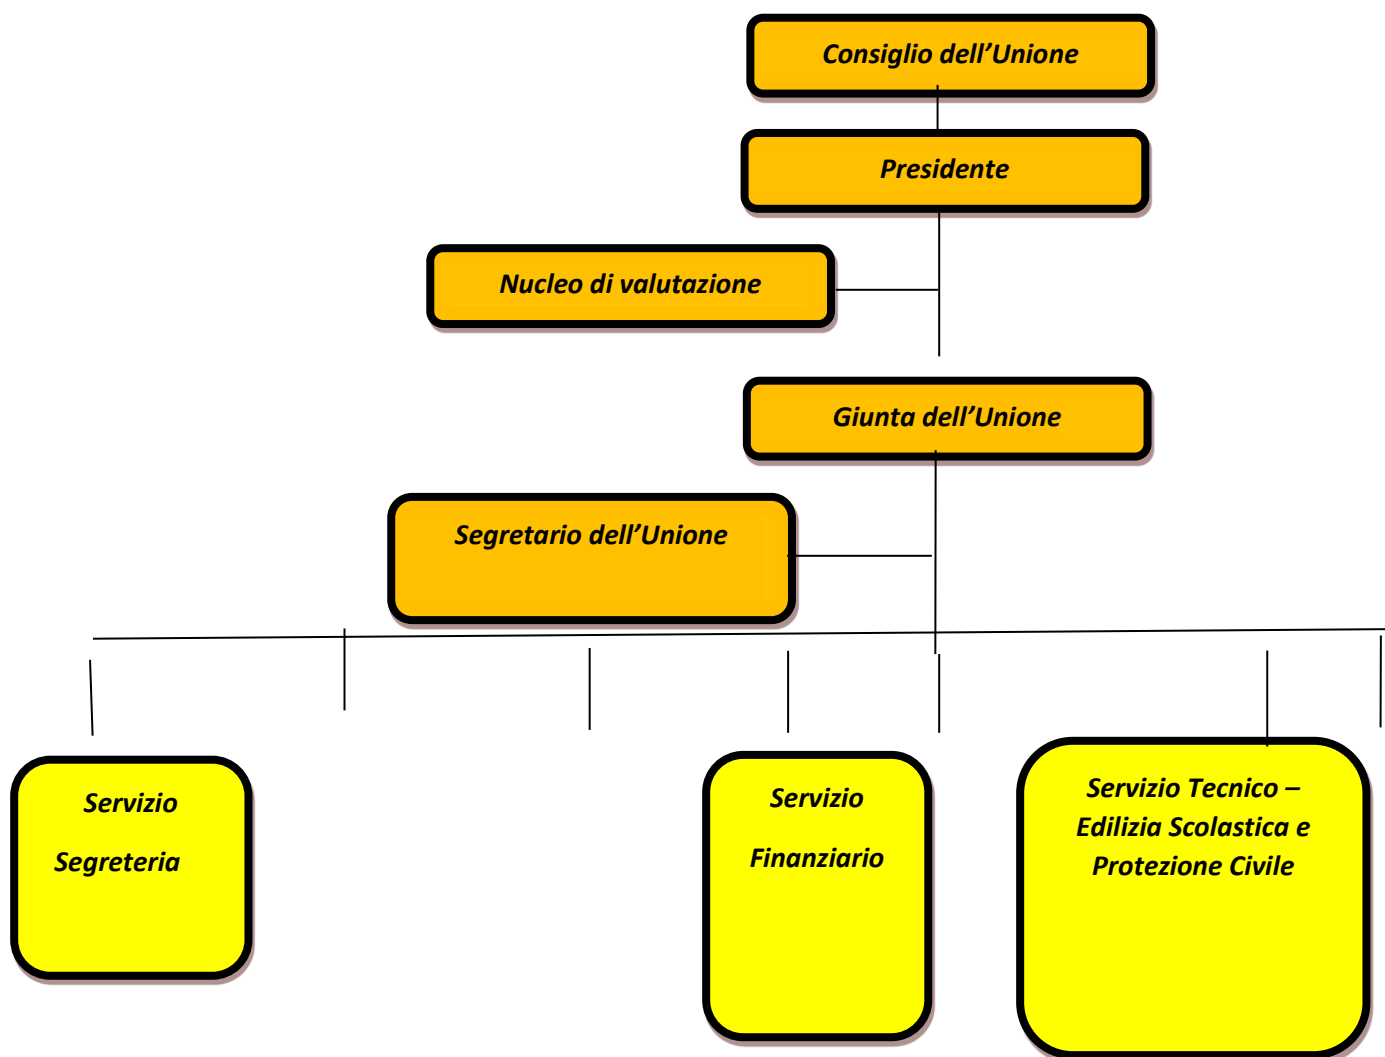 Consiglio dell’Unione
Presidente
Nucleo di valutazione
Giunta dell’Unione
Segretario dell’Unione
Servizio
Segreteria
Servizio
Finanziario
Servizio Tecnico –
Edilizia Scolastica e
Protezione Civile